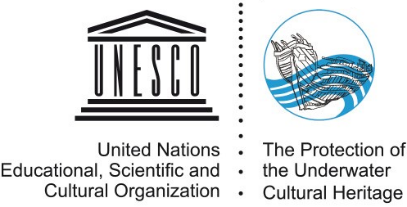 UNESCO
United Nations
Educational, Scientific and
Cultural Organization
The Protection of
the Underwater
Cultural Heritage